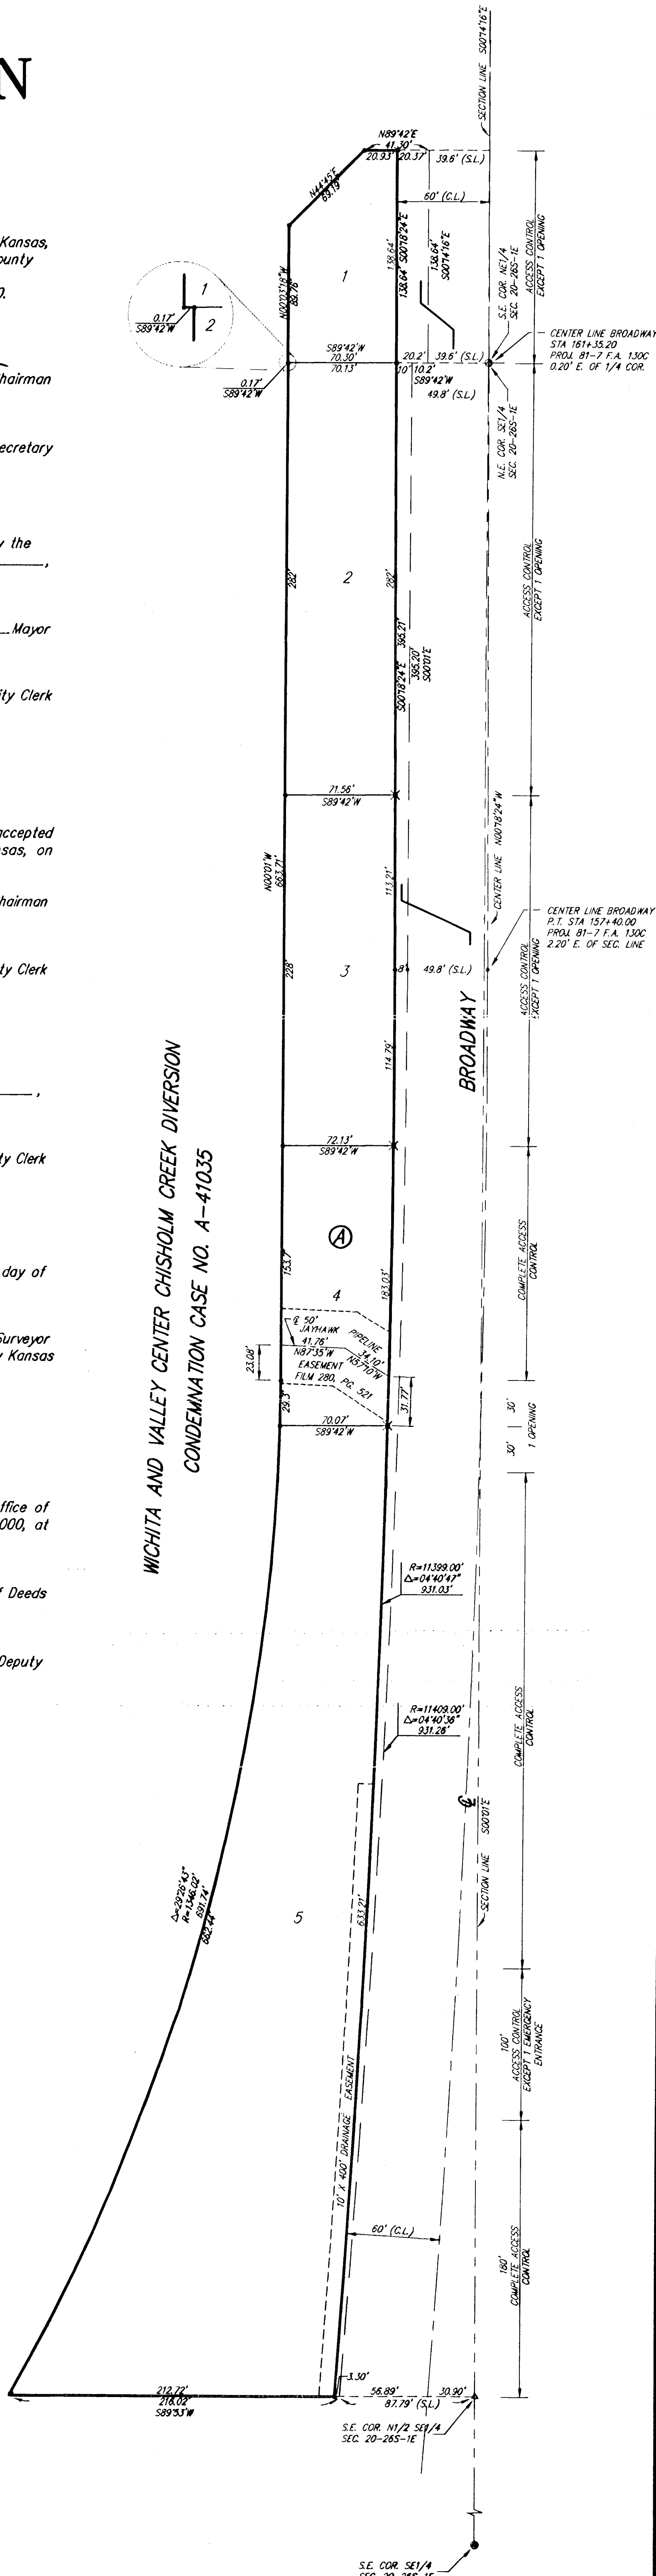 N
SECTION LINE S00°14'16"E
N89°42'E
41.30'
20.93' 20.37' 39.6' (S.L.)
N44°45'E
69.19'
60' (C.L.)
Kansas,
ounty
0.
138.64' S00°18'24"E
138.64'
138.64'
S00°14'16"E
ACCESS CONTROL
EXCEPT 1 OPENING
S.E. COR. NE1/4
SEC. 20-26S-1E
1
N00°03'18"W
89.76'
1
2
0.17'
S89°42'W
S89°42'W
70.30'
70.13'
20.2' 39.6' (S.L.)
10' 10.2'
S89°42'W
49.8' (S.L.)
0.17'
S89°42'W
CENTER LINE BROADWAY
STA 161+35.20
PROJ. 81-7 F.A. 130C
0.20' E. OF 1/4 COR.
hairman
N.E. COR. SE1/4
SEC. 20-26S-1E
ecretary
y the
,
282'
2
282'
ACCESS CONTROL
EXCEPT 1 OPENING
Mayor
S00°18'24"E 395.21'
395.20'
S00°01'E
ity Clerk
71.56'
S89°42'W
accepted
nsas, on
N00°01'W
663.71'
113.21'
CENTER LINE N00°18'24"W
hairman
CENTER LINE BROADWAY
P.T. STA 157+40.00
PROJ. 81-7 F.A. 130C
2.20' E. OF SEC. LINE
ty Clerk
228'
3
8' 49.8' (S.L.)
ACCESS CONTROL
EXCEPT 1 OPENING
BROADWAY
114.79'
,
WICHITA AND VALLEY CENTER CHISHOLM CREEK DIVERSION
CONDEMNATION CASE NO. A-41035
72.13'
S89°42'W
ty Clerk
A
COMPLETE ACCESS
CONTROL
day of
153.7'
4
183.03'
℄ 50'
JAYHAWK PIPELINE
41.76' 34.10'
N87°35'W N57°10'W
EASEMENT
FILM 280, PG. 521
Surveyor
y Kansas
23.08'
29.3'
31.77'
70.07'
S89°42'W
30' 30'
1 OPENING
ffice of
000, at
R=11399.00'
Δ=04°40'47"
931.03'
f Deeds
Deputy
R=11409.00'
Δ=04°40'36"
931.26'
COMPLETE ACCESS
CONTROL
℄
SECTION LINE S00°01'E
Δ=29°26'43"
R=1346.02'
691.74'
662.44'
5
633.21'
100'
ACCESS CONTROL
EXCEPT 1 EMERGENCY
ENTRANCE
10' X 400' DRAINAGE EASEMENT
60' (C.L.)
180'
COMPLETE ACCESS
CONTROL
3.30'
212.72'
216.02'
S89°53'W
56.89' 30.90'
87.79' (S.L.)
S.E. COR. N1/2 SE1/4
SEC. 20-26S-1E
S.E. COR. SE1/4
SEC. 20-26S-1E